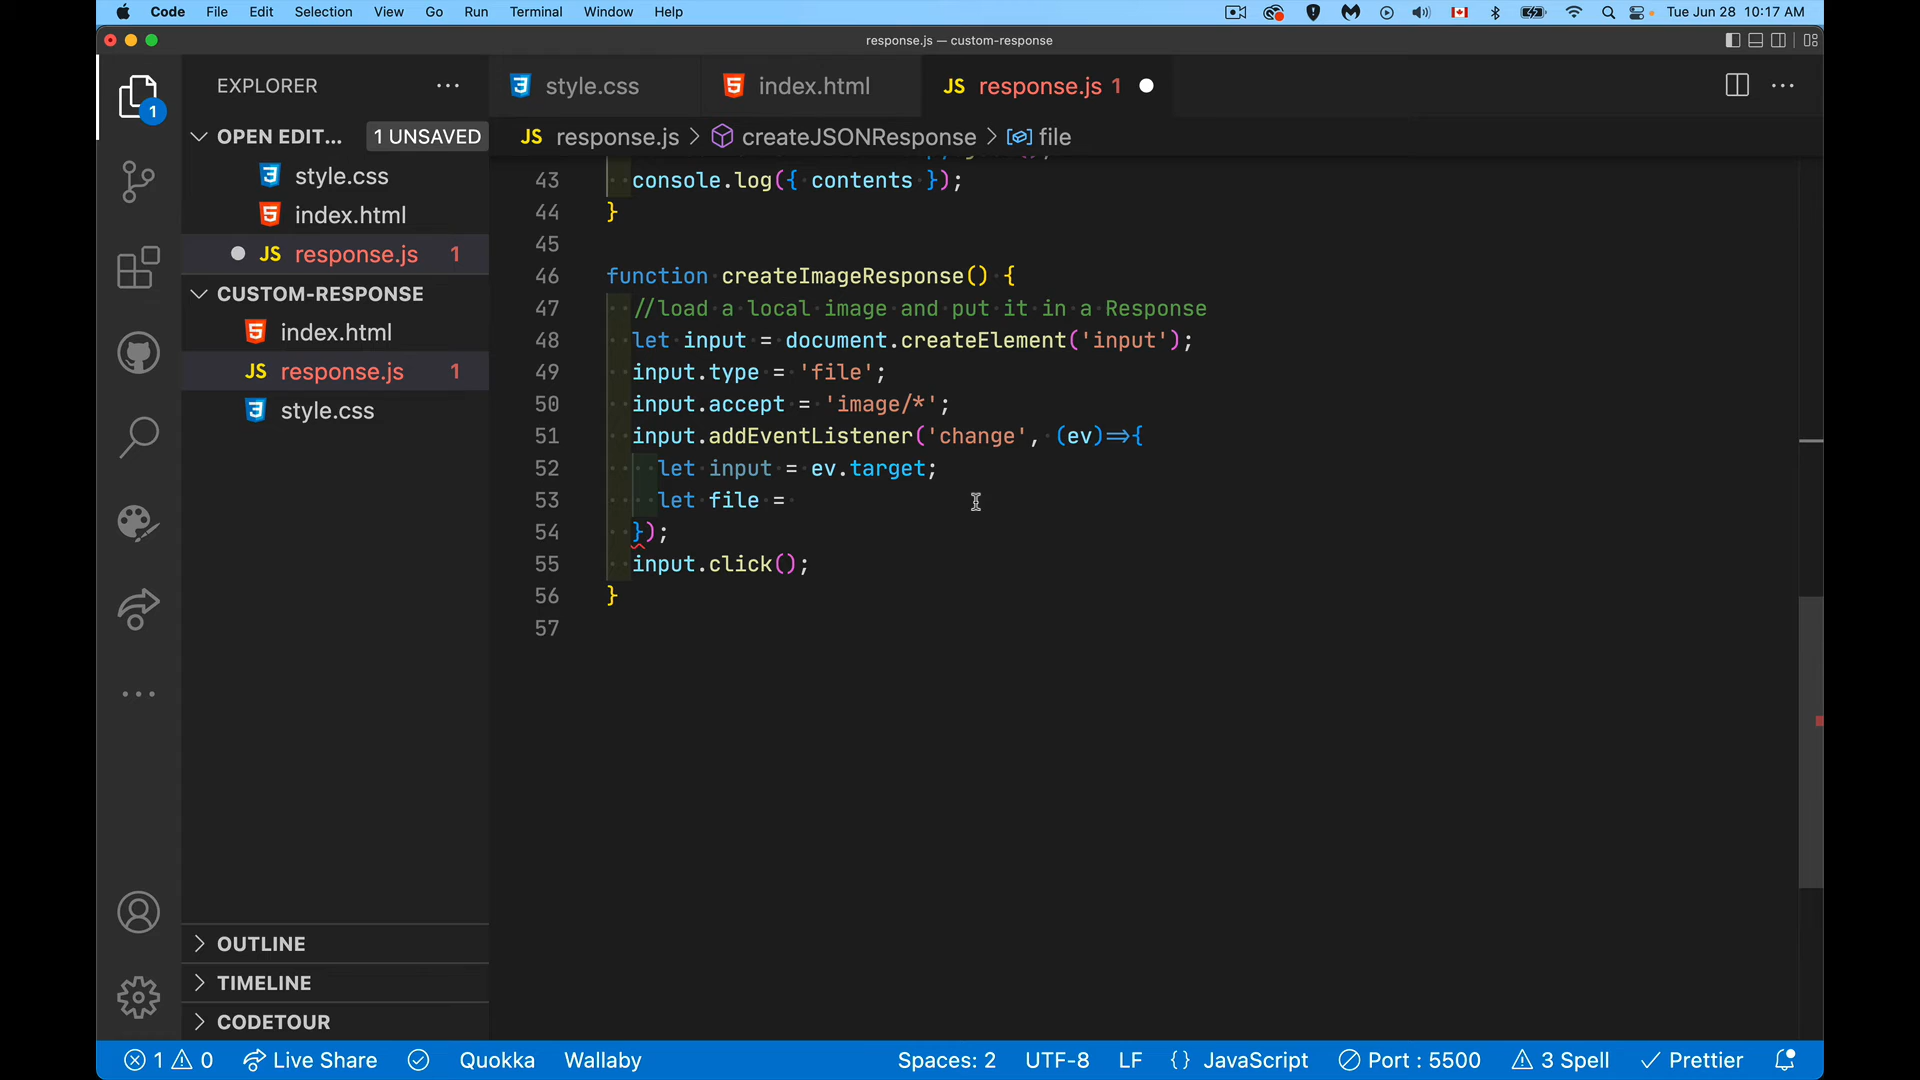 Code File Edit Selection View Go Run Terminal Window Help Tue Jun 28 10:17 AM
response.js — custom-response
EXPLORER
style.css
index.html
JS response.js 1
OPEN EDIT... 1 UNSAVED
style.css
index.html
JS response.js 1
CUSTOM-RESPONSE
index.html
JS response.js 1
style.css
OUTLINE
TIMELINE
CODETOUR
1
JS response.js > createJSONResponse > file
43 console.log({ contents });
44 }
45
46 function createImageResponse() {
47 //load a local image and put it in a Response
48 let input = document.createElement('input');
49 input.type = 'file';
50 input.accept = 'image/*';
51 input.addEventListener('change', (ev)=>{
52 let input = ev.target;
53 let file =
54 });
55 input.click();
56 }
57
1 0 Live Share Quokka Wallaby Spaces: 2 UTF-8 LF {} JavaScript Port : 5500 3 Spell Prettier